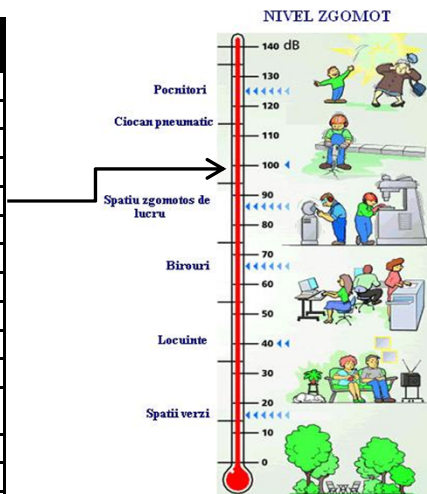 NIVEL ZGOMOT
140 dB
130
Pocnitori
120
Ciocan pneumatic
110
100
90
Spatiu zgomotos de
lucru
80
70
Birouri
60
50
Locuinte
40
30
20
Spatii verzi
10
0